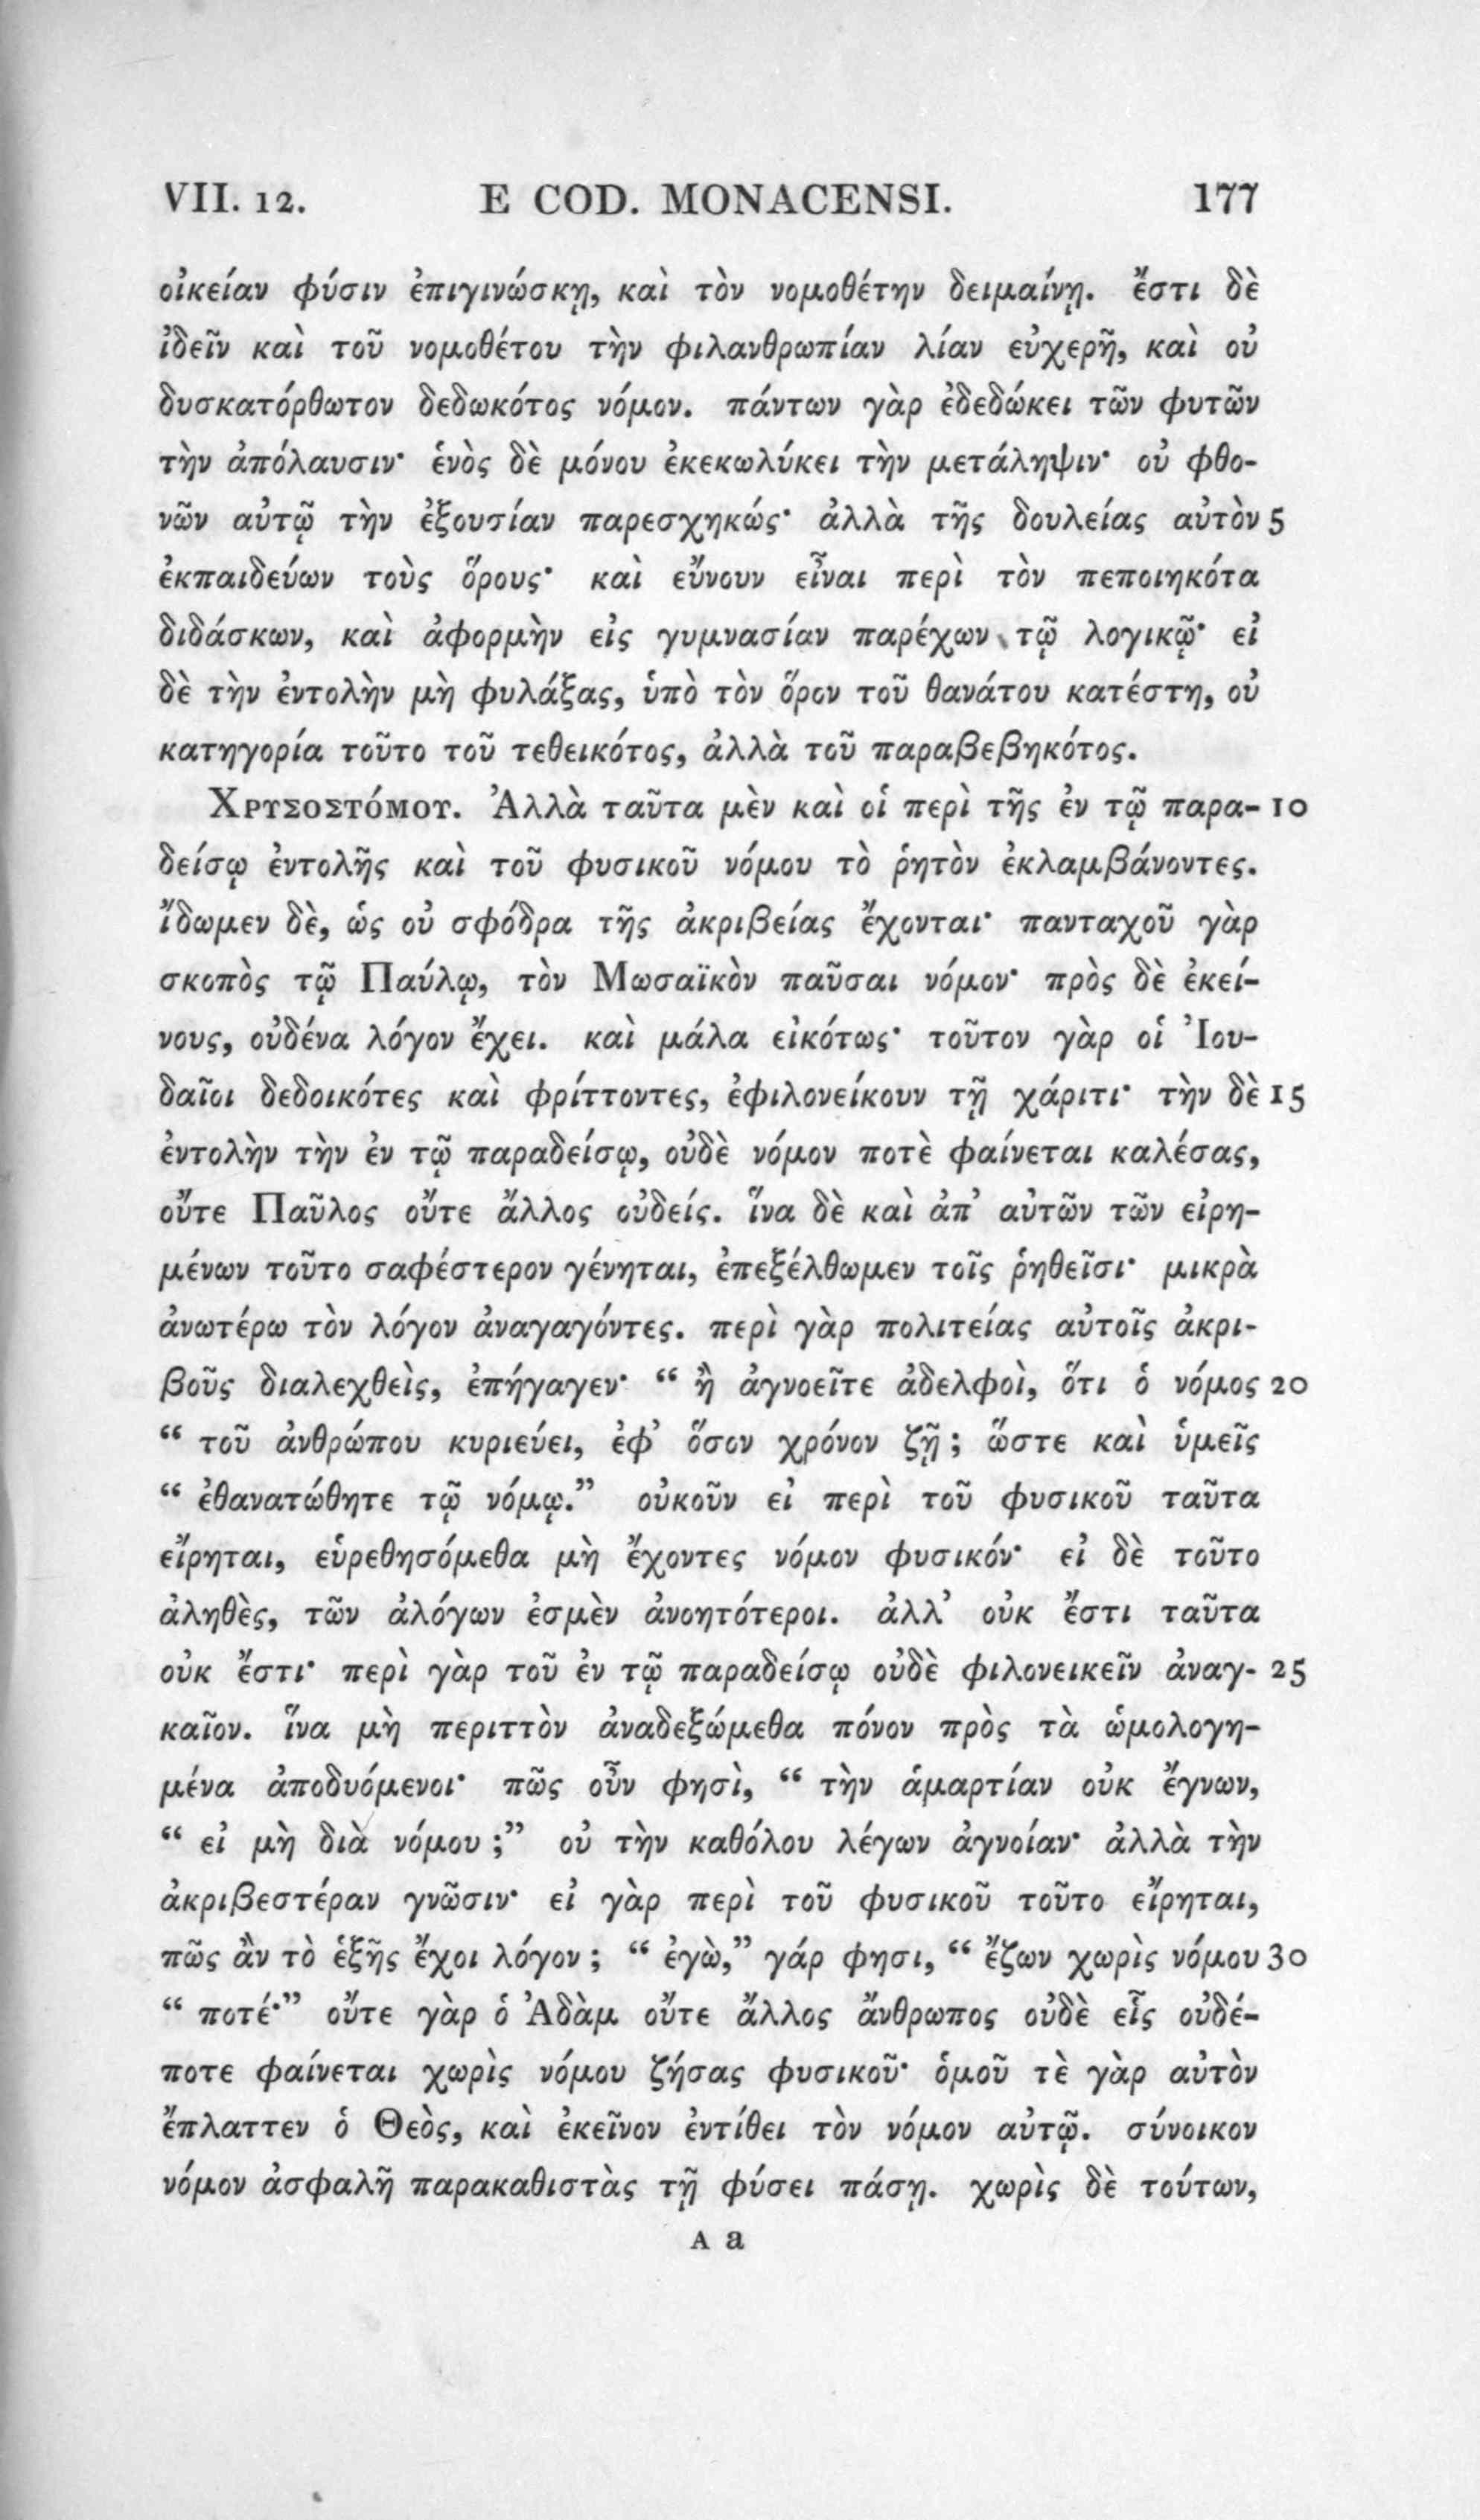 VII. 12. E COD. MONACENSI. 177
οἰκείαν φύσιν ἐπιγινώσκῃ, καὶ τὸν νομοθέτην δειμαίνῃ. ἔστι δὲ
ἰδεῖν καὶ τοῦ νομοθέτου τὴν φιλανθρωπίαν λίαν εὐχερῆ, καὶ οὐ
δυσκατόρθωτον δεδωκότος νόμον. πάντων γὰρ ἐδεδώκει τῶν φυτῶν
τὴν ἀπόλαυσιν· ἑνὸς δὲ μόνου ἐκεκωλύκει τὴν μετάληψιν· οὐ φθο-
νῶν αὐτῷ τὴν ἐξουσίαν παρεσχηκώς· ἀλλὰ τῆς δουλείας αὐτὸν 5
ἐκπαιδεύων τοὺς ὅρους· καὶ εὔνουν εἶναι περὶ τὸν πεποιηκότα
διδάσκων, καὶ ἀφορμὴν εἰς γυμνασίαν παρέχων τῷ λογικῷ· εἰ
δὲ τὴν ἐντολὴν μὴ φυλάξας, ὑπὸ τὸν ὅρον τοῦ θανάτου κατέστη, οὐ
κατηγορία τοῦτο τοῦ τεθεικότος, ἀλλὰ τοῦ παραβεβηκότος.
Χρυσοστόμου. Ἀλλὰ ταῦτα μὲν καὶ οἱ περὶ τῆς ἐν τῷ παρα- 10
δείσῳ ἐντολῆς καὶ τοῦ φυσικοῦ νόμου τὸ ῥητὸν ἐκλαμβάνοντες.
ἴδωμεν δὲ, ὡς οὐ σφόδρα τῆς ἀκριβείας ἔχονται· πανταχοῦ γὰρ
σκοπὸς τῷ Παύλῳ, τὸν Μωσαϊκὸν παῦσαι νόμον· πρὸς δὲ ἐκεί-
νους, οὐδένα λόγον ἔχει. καὶ μάλα εἰκότως· τοῦτον γὰρ οἱ Ἰου-
δαῖοι δεδοικότες καὶ φρίττοντες, ἐφιλονείκουν τῇ χάριτι· τὴν δὲ 15
ἐντολὴν τὴν ἐν τῷ παραδείσῳ, οὐδὲ νόμον ποτὲ φαίνεται καλέσας,
οὔτε Παῦλος οὔτε ἄλλος οὐδείς. ἵνα δὲ καὶ ἀπ’ αὐτῶν τῶν εἰρη-
μένων τοῦτο σαφέστερον γένηται, ἐπεξέλθωμεν τοῖς ῥηθεῖσι· μικρὰ
ἀνωτέρω τὸν λόγον ἀναγαγόντες. περὶ γὰρ πολιτείας αὐτοῖς ἀκρι-
βοῦς διαλεχθεὶς, ἐπήγαγεν· “ ἢ ἀγνοεῖτε ἀδελφοὶ, ὅτι ὁ νόμος 20
“ τοῦ ἀνθρώπου κυριεύει, ἐφ’ ὅσον χρόνον ζῇ ; ὥστε καὶ ὑμεῖς
“ ἐθανατώθητε τῷ νόμῳ.” οὐκοῦν εἰ περὶ τοῦ φυσικοῦ ταῦτα
εἴρηται, εὑρεθησόμεθα μὴ ἔχοντες νόμον φυσικόν· εἰ δὲ τοῦτο
ἀληθὲς, τῶν ἀλόγων ἐσμὲν ἀνοητότεροι. ἀλλ’ οὐκ ἔστι ταῦτα
οὐκ ἔστι· περὶ γὰρ τοῦ ἐν τῷ παραδείσῳ οὐδὲ φιλονεικεῖν ἀναγ- 25
καῖον. ἵνα μὴ περιττὸν ἀναδεξώμεθα πόνον πρὸς τὰ ὡμολογη-
μένα ἀποδυόμενοι· πῶς οὖν φησὶ, “ τὴν ἁμαρτίαν οὐκ ἔγνων,
“ εἰ μὴ διὰ νόμου ;” οὐ τὴν καθόλου λέγων ἀγνοίαν· ἀλλὰ τὴν
ἀκριβεστέραν γνῶσιν· εἰ γὰρ περὶ τοῦ φυσικοῦ τοῦτο εἴρηται,
πῶς ἂν τὸ ἑξῆς ἔχοι λόγον ; “ ἐγὼ,” γάρ φησι, “ ἔζων χωρὶς νόμου 30
“ ποτέ·” οὔτε γὰρ ὁ Ἀδὰμ οὔτε ἄλλος ἄνθρωπος οὐδὲ εἷς οὐδέ-
ποτε φαίνεται χωρὶς νόμου ζήσας φυσικοῦ· ὁμοῦ τὲ γὰρ αὐτὸν
ἔπλαττεν ὁ Θεὸς, καὶ ἐκεῖνον ἐντίθει τὸν νόμον αὐτῷ. σύνοικον
νόμον ἀσφαλῆ παρακαθιστὰς τῇ φύσει πάσῃ. χωρὶς δὲ τούτων,
A a